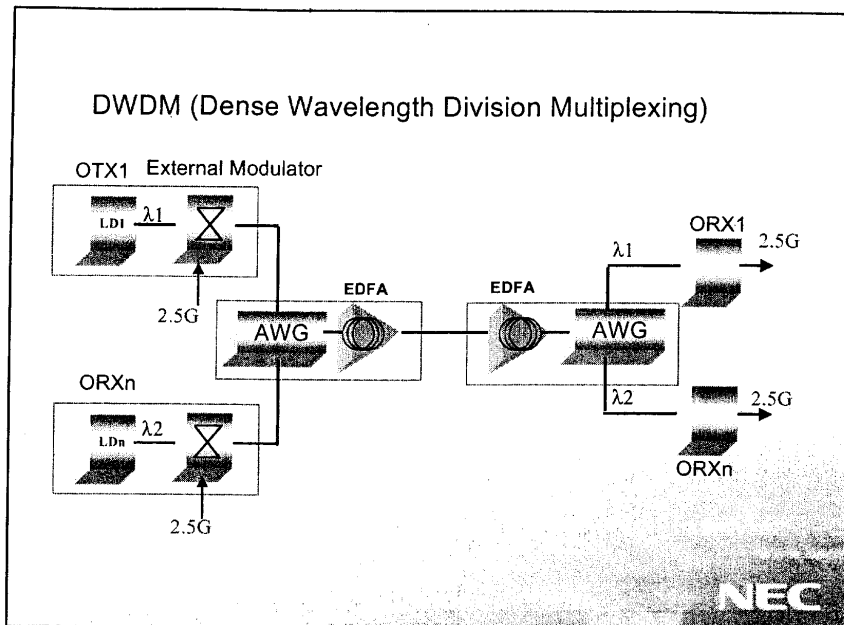 DWDM (Dense Wavelength Division Multiplexing)
OTX1 External Modulator
LD1 λ1
2.5G
AWG
EDFA
ORXn
LDn λ2
2.5G
EDFA
AWG
λ1
ORX1
2.5G
λ2
2.5G
ORXn
NEC